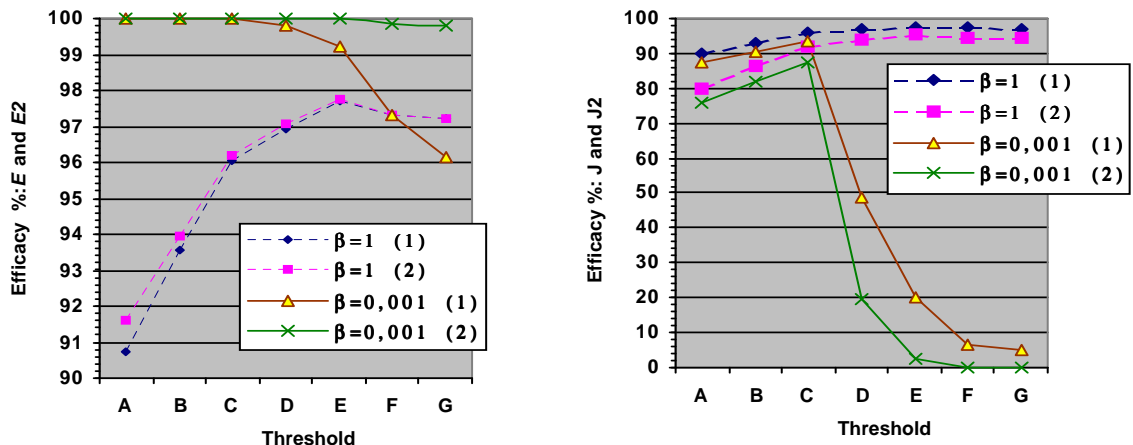 Efficacy %: E and E2
100
99
98
97
96
95
94
93
92
91
90
β=1 (1)
β=1 (2)
β=0,001 (1)
β=0,001 (2)
A B C D E F G
Threshold
Efficacy %: J and J2
100
90
80
70
60
50
40
30
20
10
0
β=1 (1)
β=1 (2)
β=0,001 (1)
β=0,001 (2)
A B C D E F G
Threshold